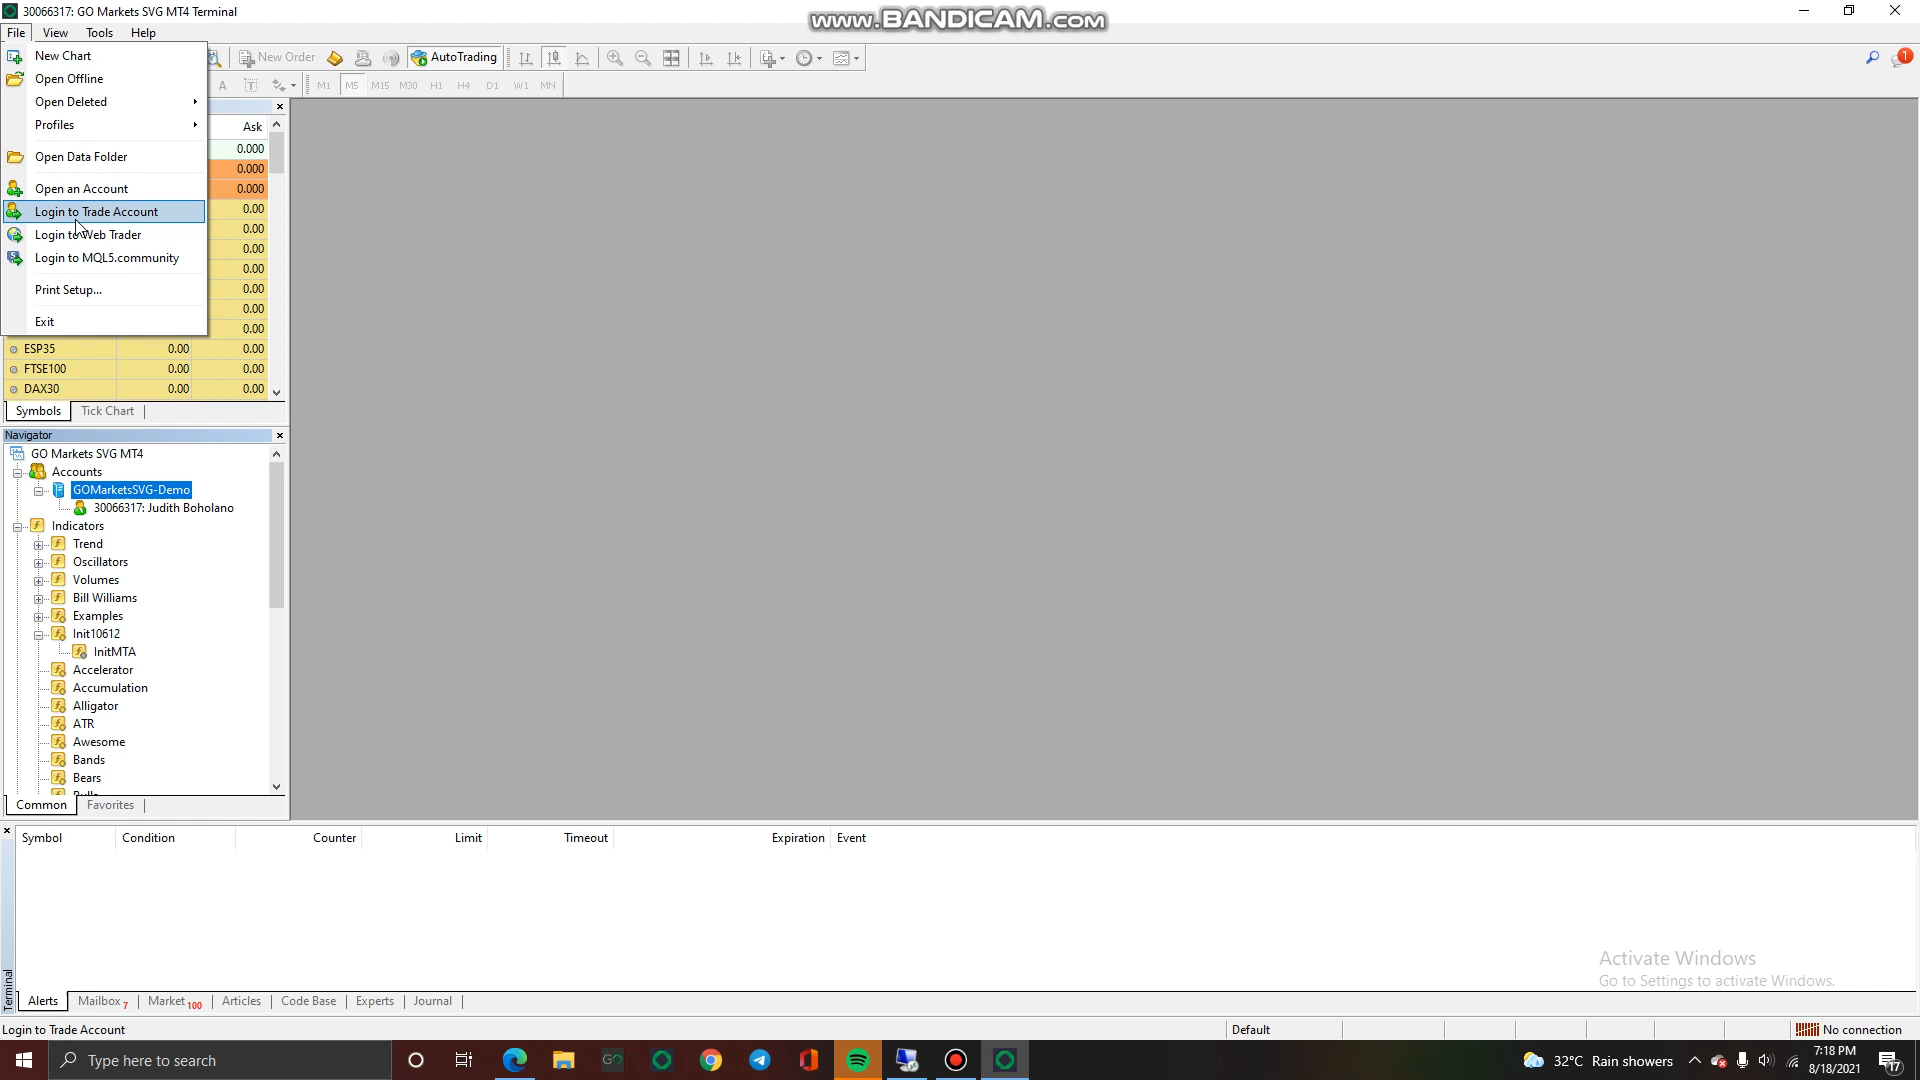 30066317: GO Markets SVG MT4 Terminal
www.BANDICAM.com
File View Tools Help
New Chart
Open Offline
Open Deleted
Profiles
Open Data Folder
Open an Account
Login to Trade Account
Login to Web Trader
Login to MQL5.community
Print Setup...
Exit
New Order
AutoTrading
1
A T M1 M5 M15 M30 H1 H4 D1 W1 MN
Ask
0.000
0.000
0.000
0.00
0.00
0.00
0.00
0.00
0.00
0.00
ESP35 0.00 0.00
FTSE100 0.00 0.00
DAX30 0.00 0.00
Symbols Tick Chart
Navigator
GO Markets SVG MT4
Accounts
GOMarketsSVG-Demo
30066317: Judith Boholano
Indicators
Trend
Oscillators
Volumes
Bill Williams
Examples
Init10612
InitMTA
Accelerator
Accumulation
Alligator
ATR
Awesome
Bands
Bears
Common Favorites
Symbol Condition Counter Limit Timeout Expiration Event
Activate Windows
Go to Settings to activate Windows.
Terminal
Alerts Mailbox 7 Market 100 Articles Code Base Experts Journal
Login to Trade Account Default No connection
Type here to search GO 32°C Rain showers 7:18 PM
8/18/2021
17